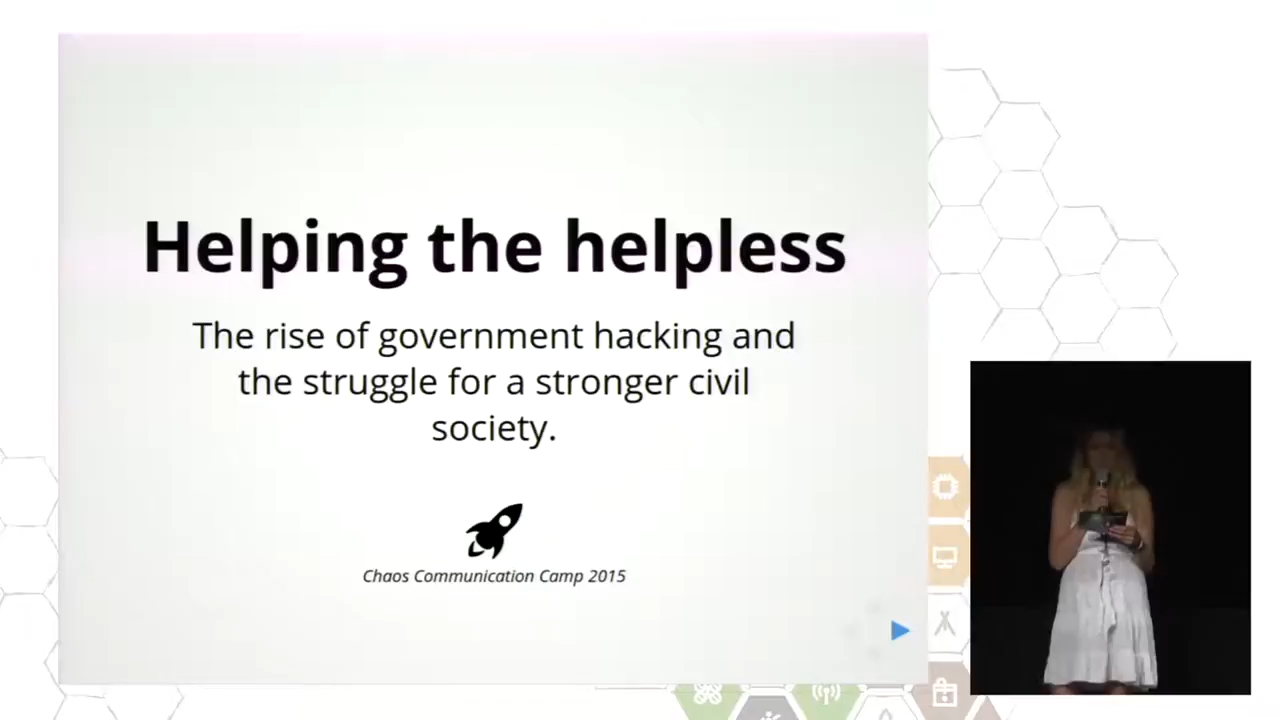 Helping the helpless
The rise of government hacking and
the struggle for a stronger civil
society.
Chaos Communication Camp 2015